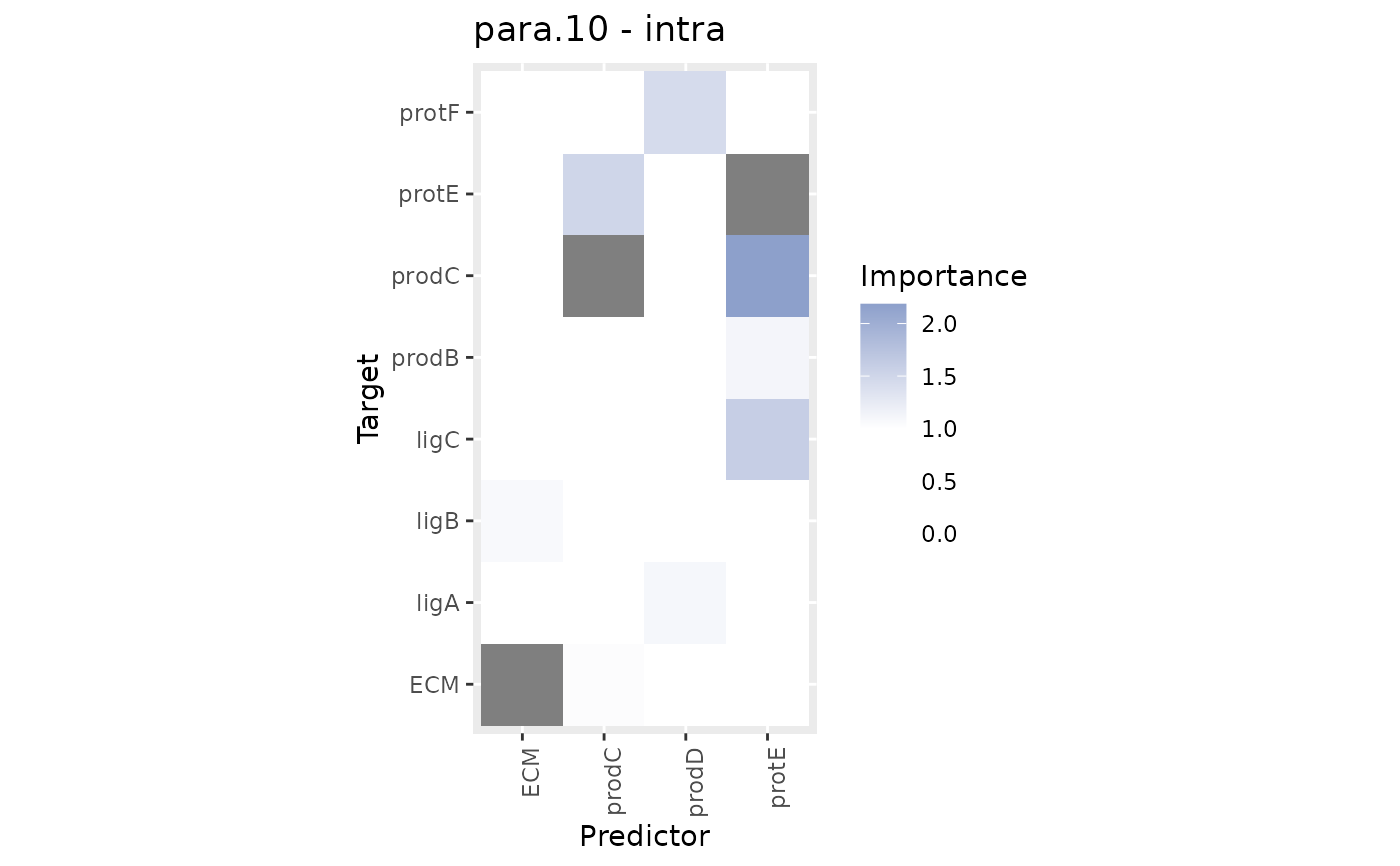 para.10 - intra
protF
protE
prodC
prodB
ligC
ligB
ligA
ECM
Target
ECM
prodC
prodD
protE
Predictor
Importance
2.0
1.5
1.0
0.5
0.0